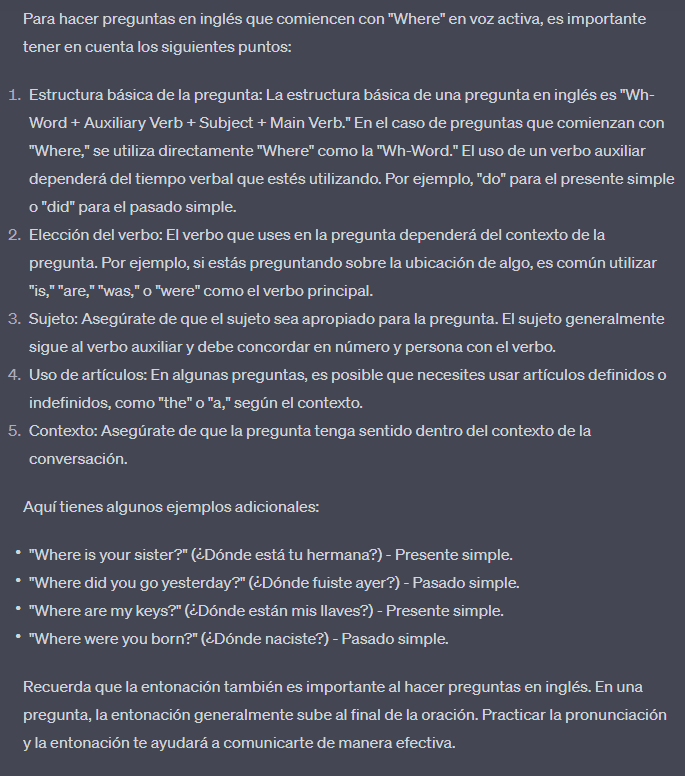 Para hacer preguntas en inglés que comiencen con "Where" en voz activa, es importante
tener en cuenta los siguientes puntos:
1. Estructura básica de la pregunta: La estructura básica de una pregunta en inglés es "Wh-
Word + Auxiliary Verb + Subject + Main Verb." En el caso de preguntas que comienzan con
"Where," se utiliza directamente "Where" como la "Wh-Word." El uso de un verbo auxiliar
dependerá del tiempo verbal que estés utilizando. Por ejemplo, "do" para el presente simple
o "did" para el pasado simple.
2. Elección del verbo: El verbo que uses en la pregunta dependerá del contexto de la
pregunta. Por ejemplo, si estás preguntando sobre la ubicación de algo, es común utilizar
"is," "are," "was," o "were" como el verbo principal.
3. Sujeto: Asegúrate de que el sujeto sea apropiado para la pregunta. El sujeto generalmente
sigue al verbo auxiliar y debe concordar en número y persona con el verbo.
4. Uso de artículos: En algunas preguntas, es posible que necesites usar artículos definidos o
indefinidos, como "the" o "a," según el contexto.
5. Contexto: Asegúrate de que la pregunta tenga sentido dentro del contexto de la
conversación.
Aquí tienes algunos ejemplos adicionales:
• "Where is your sister?" (¿Dónde está tu hermana?) - Presente simple.
• "Where did you go yesterday?" (¿Dónde fuiste ayer?) - Pasado simple.
• "Where are my keys?" (¿Dónde están mis llaves?) - Presente simple.
• "Where were you born?" (¿Dónde naciste?) - Pasado simple.
Recuerda que la entonación también es importante al hacer preguntas en inglés. En una
pregunta, la entonación generalmente sube al final de la oración. Practicar la pronunciación
y la entonación te ayudará a comunicarte de manera efectiva.